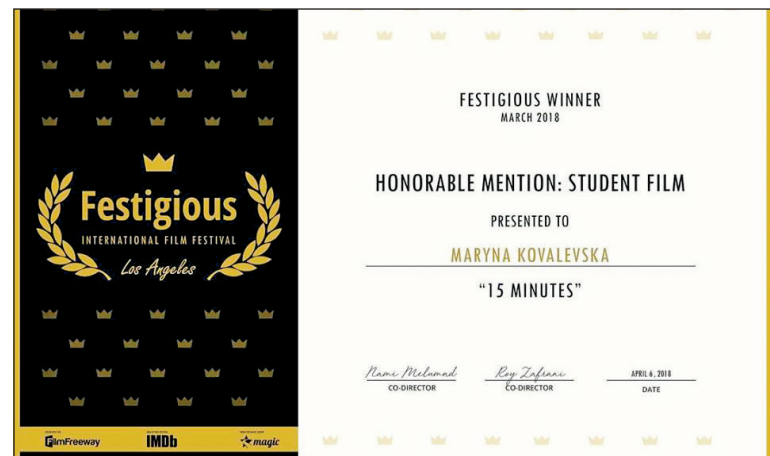 Festigious
INTERNATIONAL FILM FESTIVAL
Los Angeles
FilmFreeway
IMDb
magic
FESTIGIOUS WINNER
MARCH 2018
HONORABLE MENTION: STUDENT FILM
PRESENTED TO
MARYNA KOVALEVSKA
“15 MINUTES”
Nami Melumad
Roy Zafrani
APRIL 6, 2018
CO-DIRECTOR
CO-DIRECTOR
DATE